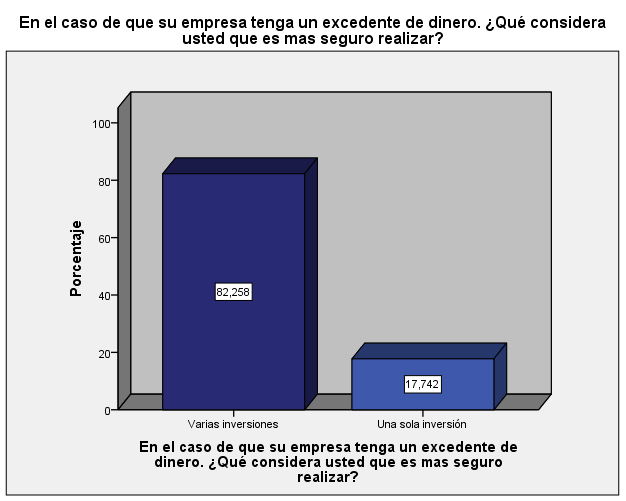 En el caso de que su empresa tenga un excedente de dinero. ¿Qué considera
usted que es mas seguro realizar?
100
80
60
40
20
0
Porcentaje
82,258
17,742
Varias inversiones
Una sola inversión
En el caso de que su empresa tenga un excedente de
dinero. ¿Qué considera usted que es mas seguro
realizar?